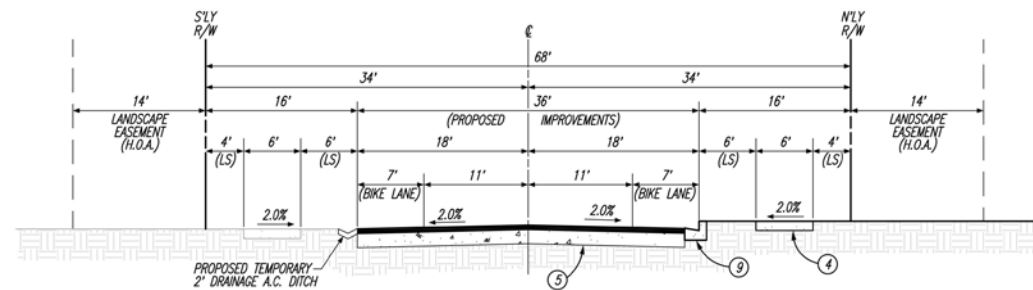 S'LY
R/W
℄
N'LY
R/W
68'
34' 34'
14' 16' 36' 16' 14'
LANDSCAPE
EASEMENT
(H.O.A.)
(PROPOSED IMPROVEMENTS)
LANDSCAPE
EASEMENT
(H.O.A.)
4' 6' 6' 18' 18' 6' 6' 4'
(LS) (LS) (LS) (LS)
7' 11' 11' 7'
(BIKE LANE) (BIKE LANE)
2.0% 2.0% 2.0% 2.0%
PROPOSED TEMPORARY
2' DRAINAGE A.C. DITCH
5 9 4